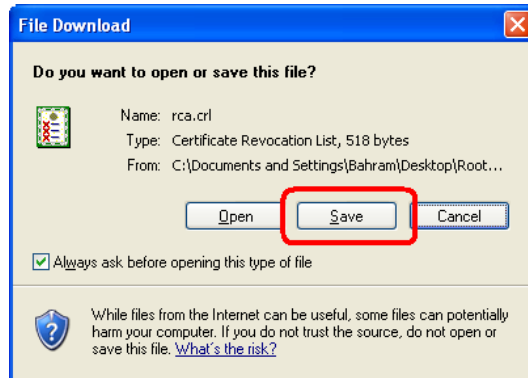 File Download
Do you want to open or save this file?
Name: rca.crl
Type: Certificate Revocation List, 518 bytes
From: C:\Documents and Settings\Bahram\Desktop\Root...
Open Save Cancel
Always ask before opening this type of file
While files from the Internet can be useful, some files can potentially
harm your computer. If you do not trust the source, do not open or
save this file. What's the risk?